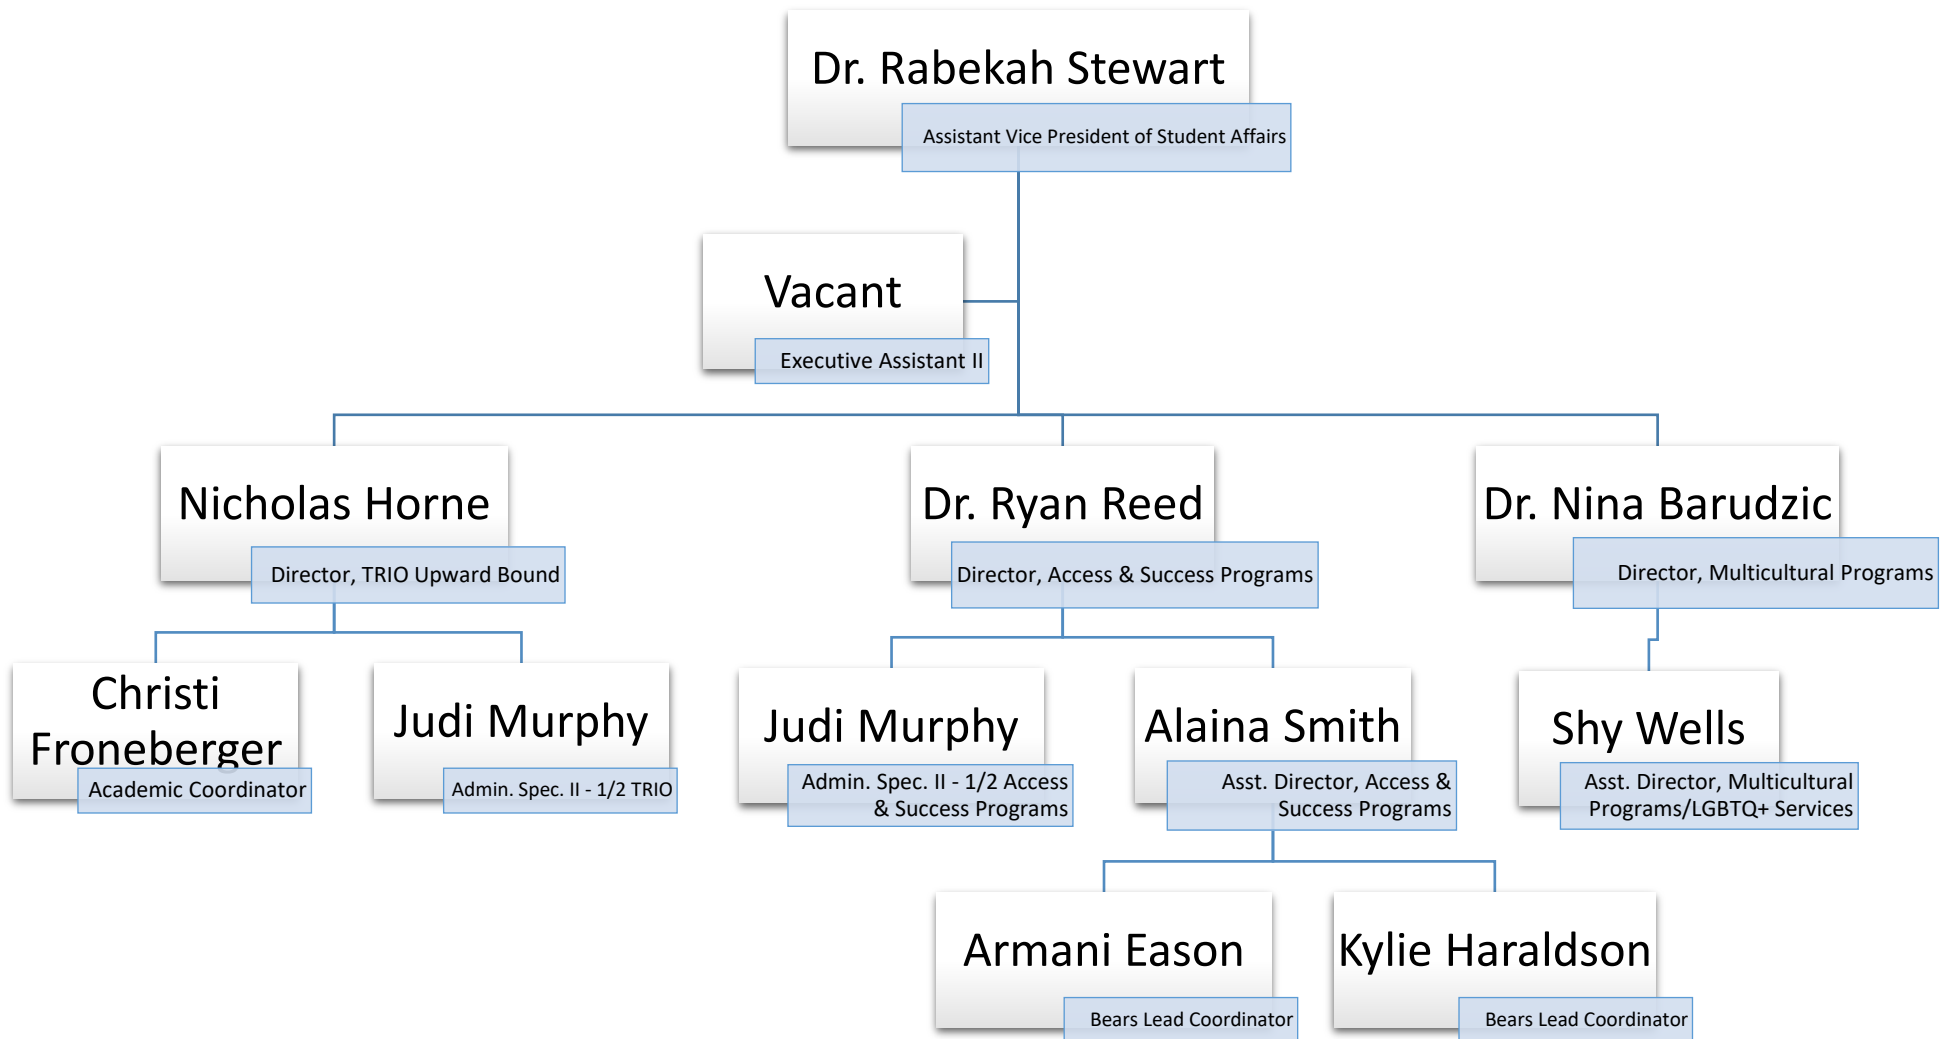 Dr. Rabekah Stewart
Assistant Vice President of Student Affairs
Vacant
Executive Assistant II
Nicholas Horne
Director, TRIO Upward Bound
Dr. Ryan Reed
Director, Access & Success Programs
Dr. Nina Barudzic
Director, Multicultural Programs
Christi
Froneberger
Academic Coordinator
Judi Murphy
Admin. Spec. II - 1/2 TRIO
Judi Murphy
Admin. Spec. II - 1/2 Access
& Success Programs
Alaina Smith
Asst. Director, Access &
Success Programs
Shy Wells
Asst. Director, Multicultural
Programs/LGBTQ+ Services
Armani Eason
Bears Lead Coordinator
Kylie Haraldson
Bears Lead Coordinator